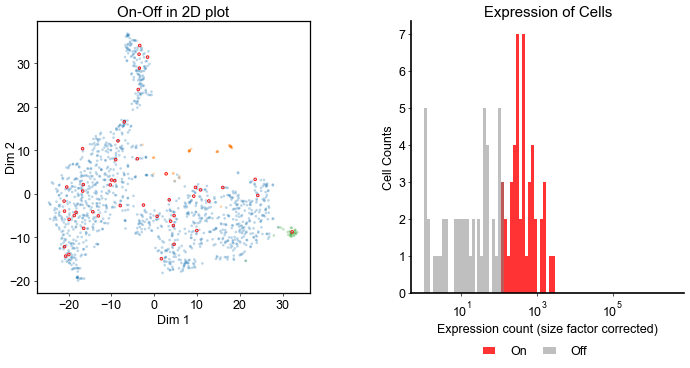 On-Off in 2D plot
Dim 2
30
20
10
0
−10
−20
−20 −10 0 10 20 30
Dim 1
Expression of Cells
Cell Counts
7
6
5
4
3
2
1
0
10^1 10^3 10^5
Expression count (size factor corrected)
On Off